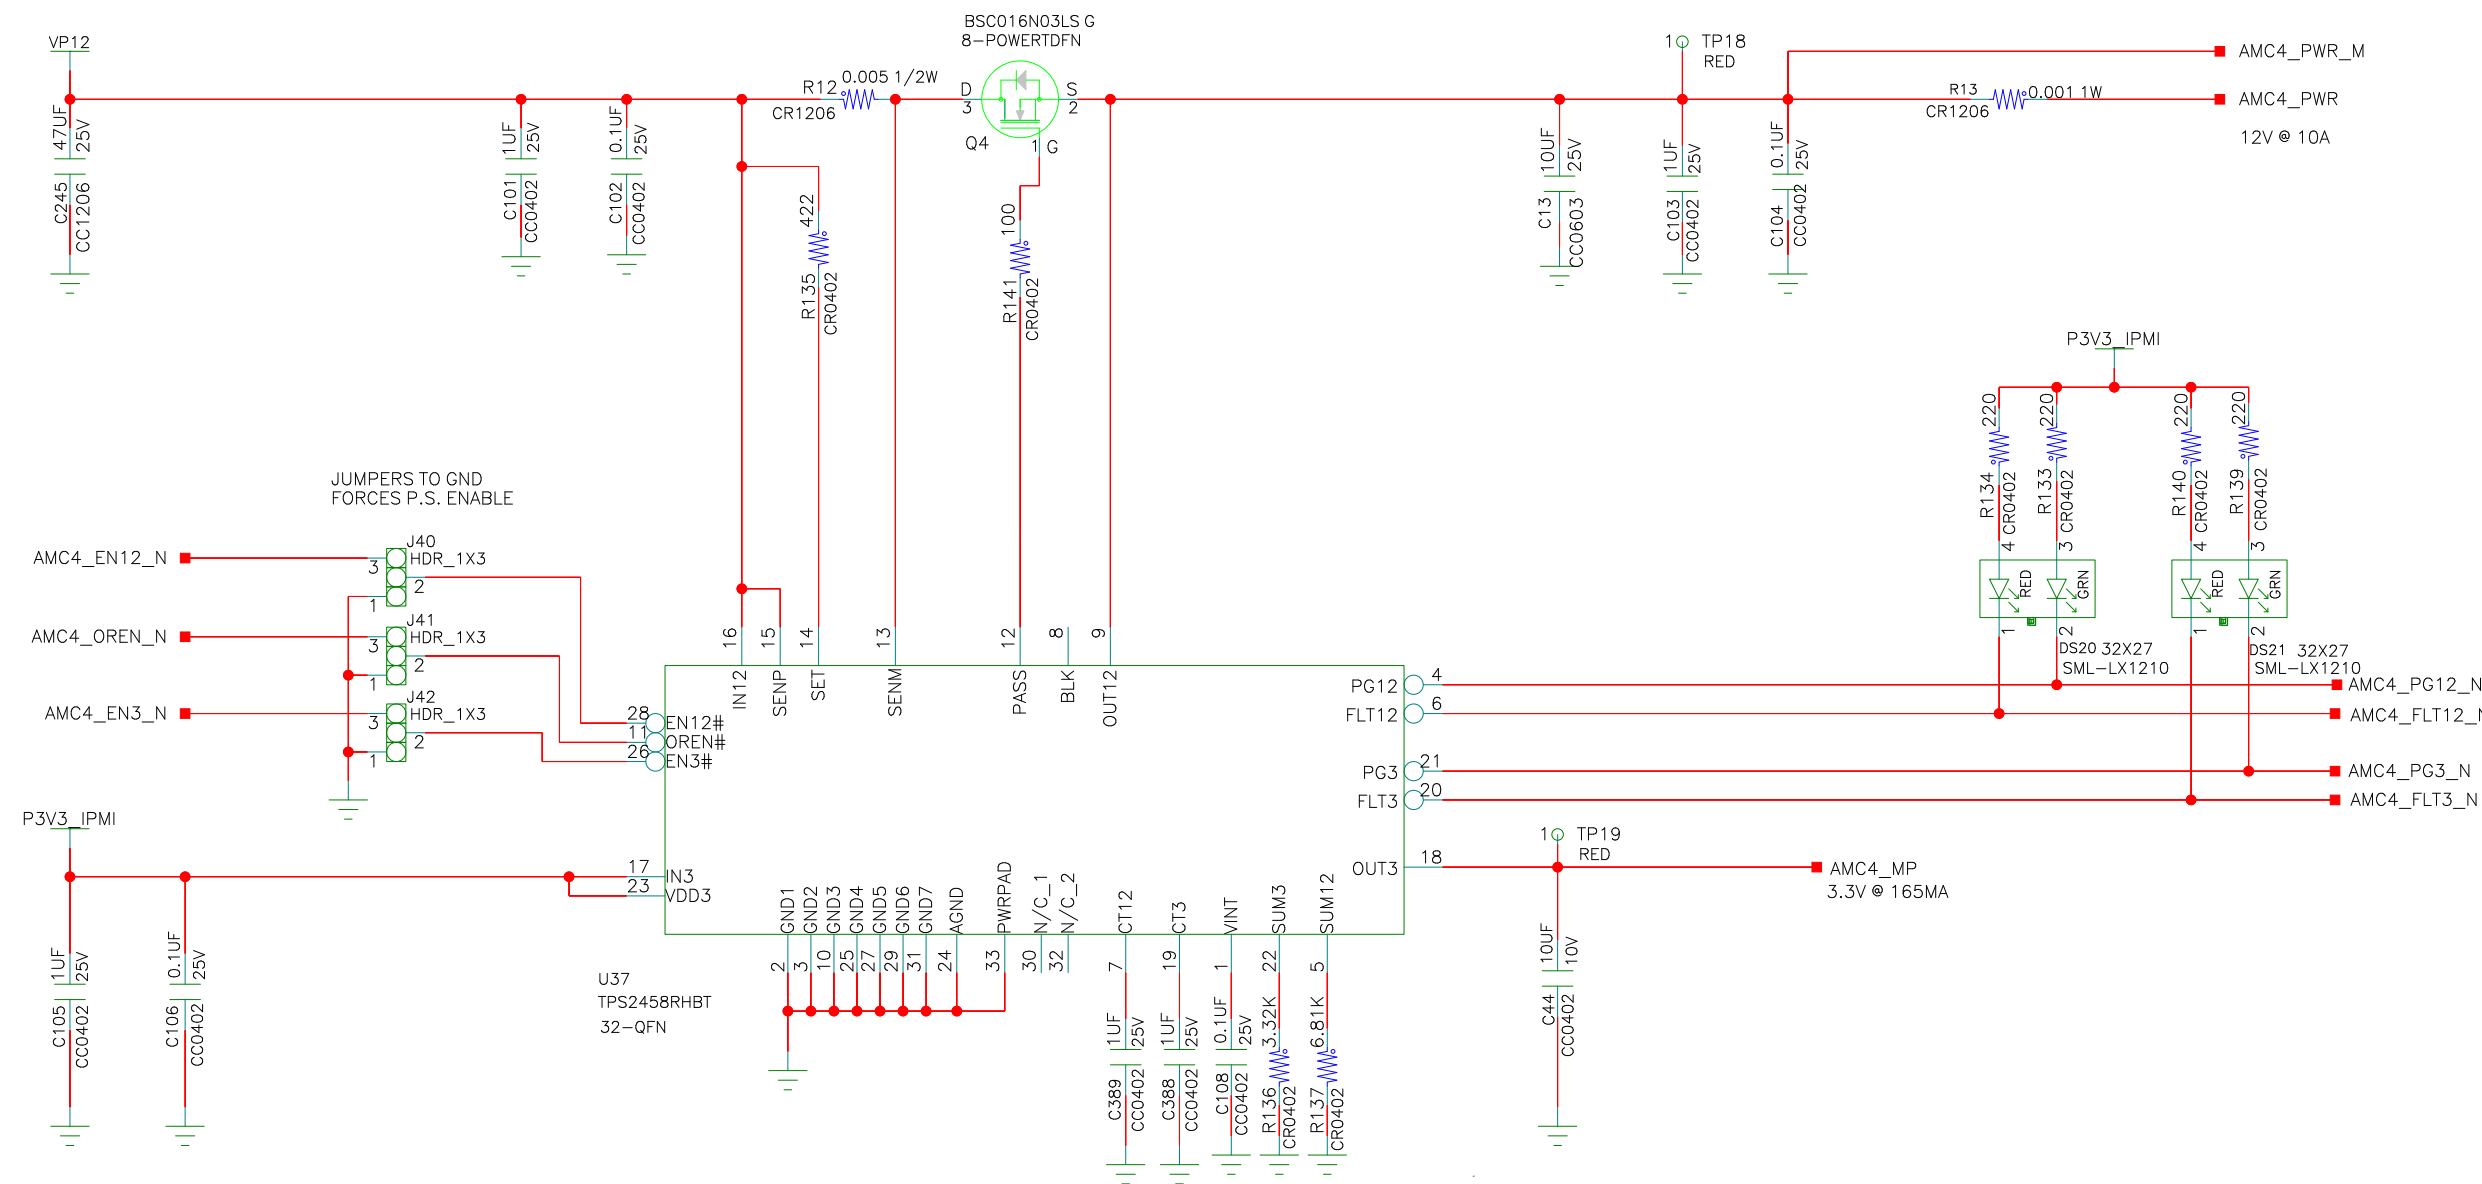 BSC016N03LS G
8-POWERTDFN
VP12
1
TP18
RED
AMC4_PWR_M
R12
0.005 1/2W
CR1206
D
3
S
2
Q4
1
G
R13
0.001 1W
CR1206
AMC4_PWR
12V @ 10A
47UF
25V
C245
CC1206
1UF
25V
C101
CC0402
0.1UF
25V
C102
CC0402
422
R135
CR0402
100
R141
CR0402
10UF
25V
C13
CC0603
1UF
25V
C103
CC0402
0.1UF
25V
C104
CC0402
P3V3_IPMI
220
R134
CR0402
220
R133
CR0402
220
R140
CR0402
220
R139
CR0402
4
3
4
3
RED
GRN
RED
GRN
1
2
1
2
DS20 32X27
SML-LX1210
DS21 32X27
SML-LX1210
JUMPERS TO GND
FORCES P.S. ENABLE
AMC4_EN12_N
J40
HDR_1X3
3
2
1
AMC4_OREN_N
J41
HDR_1X3
3
2
1
AMC4_EN3_N
J42
HDR_1X3
3
2
1
16
15
14
13
12
8
9
IN12
SENP
SET
SENM
PASS
BLK
OUT12
28
EN12#
11
OREN#
26
EN3#
PG12
4
AMC4_PG12_N
FLT12
6
AMC4_FLT12_N
PG3
21
AMC4_PG3_N
FLT3
20
AMC4_FLT3_N
P3V3_IPMI
17
IN3
23
VDD3
OUT3
18
1
TP19
RED
AMC4_MP
3.3V @ 165MA
GND1
GND2
GND3
GND4
GND5
GND6
GND7
AGND
PWRPAD
N/C_1
N/C_2
CT12
CT3
VINT
SUM3
SUM12
2
3
10
25
27
29
31
24
33
30
32
7
19
1
22
5
U37
TPS2458RHBT
32-QFN
1UF
25V
C105
CC0402
0.1UF
25V
C106
CC0402
1UF
25V
C389
CC0402
1UF
25V
C388
CC0402
0.1UF
25V
C108
CC0402
3.32K
R136
CR0402
6.81K
R137
CR0402
10UF
10V
C44
CC0402